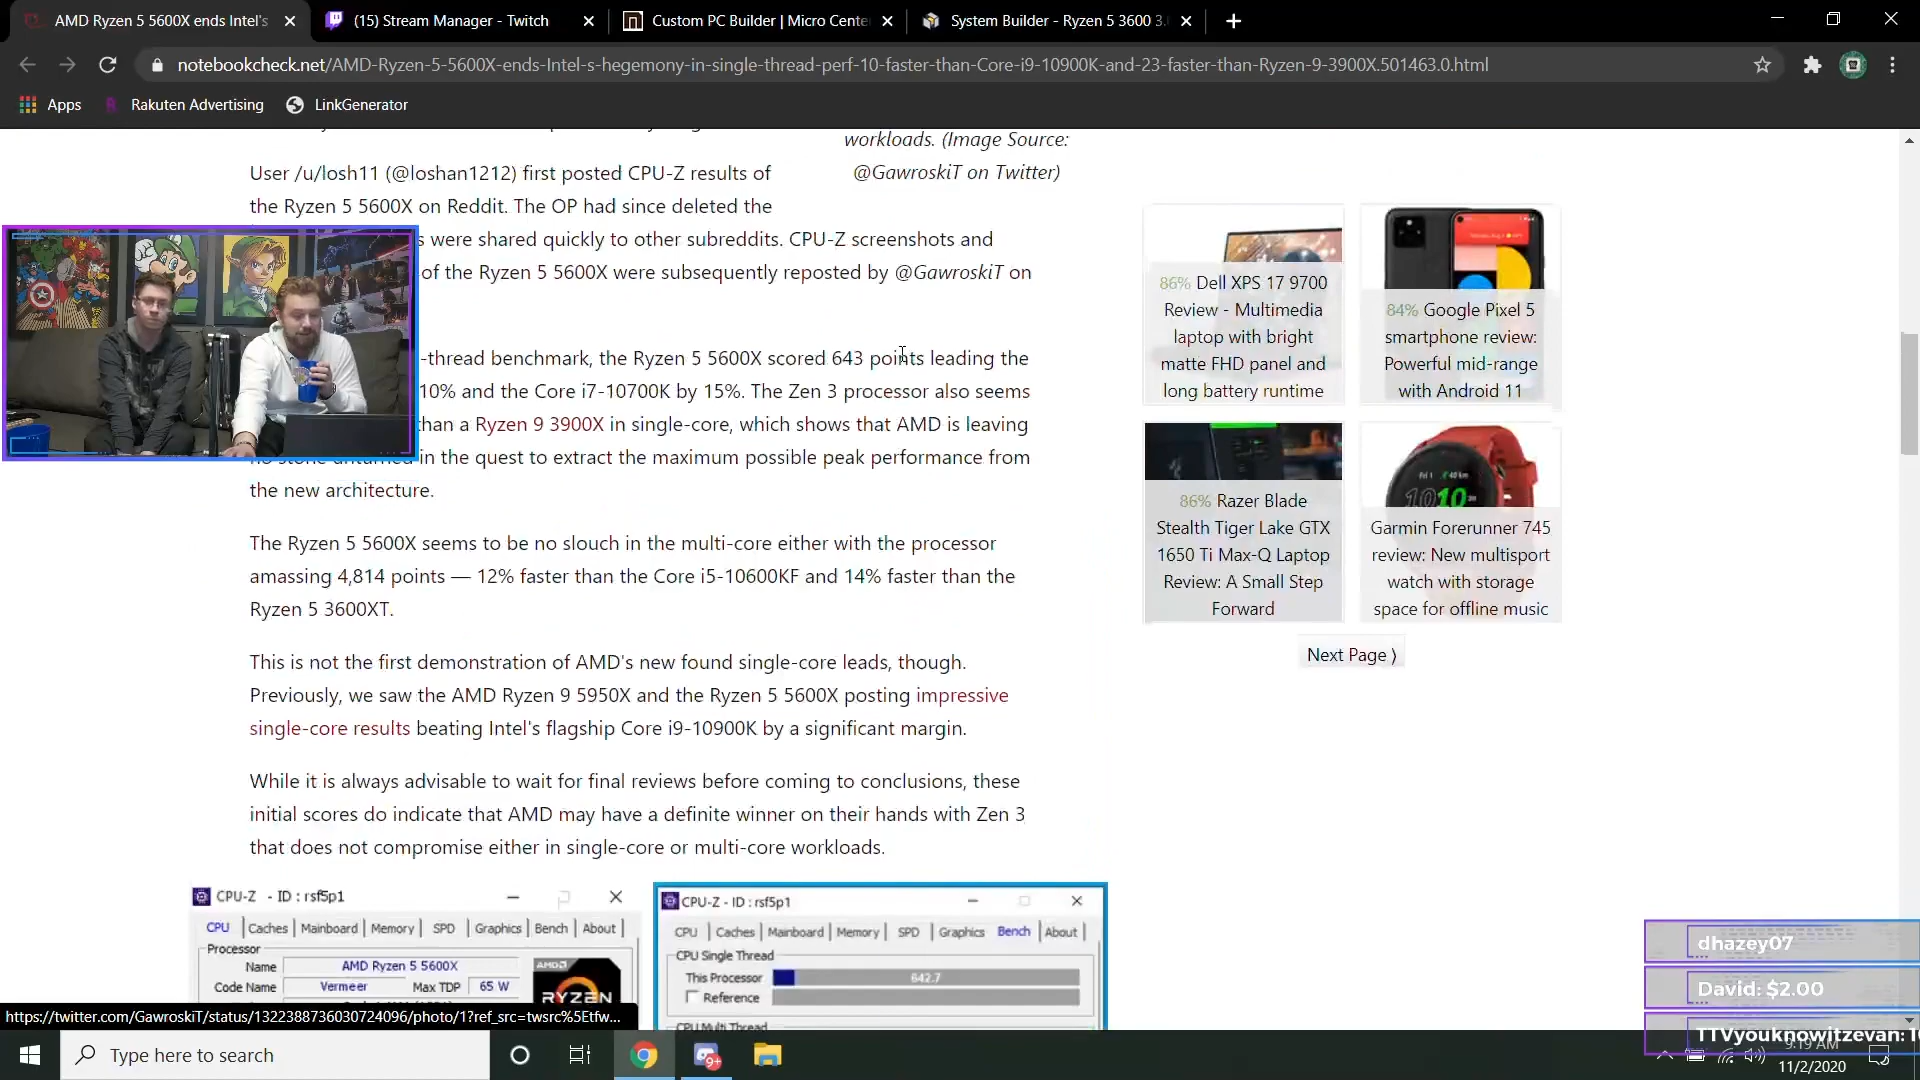 AMD Ryzen 5 5600X ends Intel's
(15) Stream Manager - Twitch
Custom PC Builder | Micro Cente
System Builder - Ryzen 5 3600 3.
notebookcheck.net/AMD-Ryzen-5-5600X-ends-Intel-s-hegemony-in-single-thread-perf-10-faster-than-Core-i9-10900K-and-23-faster-than-Ryzen-9-3900X.501463.0.html
Apps
Rakuten Advertising
LinkGenerator
workloads. (Image Source:
@GawroskiT on Twitter)
User /u/losh11 (@loshan1212) first posted CPU-Z results of
the Ryzen 5 5600X on Reddit. The OP had since deleted the
s were shared quickly to other subreddits. CPU-Z screenshots and
of the Ryzen 5 5600X were subsequently reposted by @GawroskiT on
-thread benchmark, the Ryzen 5 5600X scored 643 points leading the
10% and the Core i7-10700K by 15%. The Zen 3 processor also seems
han a Ryzen 9 3900X in single-core, which shows that AMD is leaving
no stone unturned in the quest to extract the maximum possible peak performance from
the new architecture.
The Ryzen 5 5600X seems to be no slouch in the multi-core either with the processor
amassing 4,814 points — 12% faster than the Core i5-10600KF and 14% faster than the
Ryzen 5 3600XT.
This is not the first demonstration of AMD's new found single-core leads, though.
Previously, we saw the AMD Ryzen 9 5950X and the Ryzen 5 5600X posting impressive
single-core results beating Intel's flagship Core i9-10900K by a significant margin.
While it is always advisable to wait for final reviews before coming to conclusions, these
initial scores do indicate that AMD may have a definite winner on their hands with Zen 3
that does not compromise either in single-core or multi-core workloads.
86% Dell XPS 17 9700
Review - Multimedia
laptop with bright
matte FHD panel and
long battery runtime
84% Google Pixel 5
smartphone review:
Powerful mid-range
with Android 11
86% Razer Blade
Stealth Tiger Lake GTX
1650 Ti Max-Q Laptop
Review: A Small Step
Forward
Garmin Forerunner 745
review: New multisport
watch with storage
space for offline music
Next Page ⟩
CPU-Z - ID : rsf5p1
CPU Caches Mainboard Memory SPD Graphics Bench About
Processor
Name AMD Ryzen 5 5600X
Code Name Vermeer Max TDP 65 W
AMD
RYZEN
CPU-Z - ID : rsf5p1
CPU Caches Mainboard Memory SPD Graphics Bench About
CPU Single Thread
This Processor 642.7
Reference
CPU Multi Thread
https://twitter.com/GawroskiT/status/1322388736030724096/photo/1?ref_src=twsrc%5Etfw...
dhazey07
David: $2.00
TTVyouknowitzevan: 1
Type here to search
9+
9:19 AM
11/2/2020